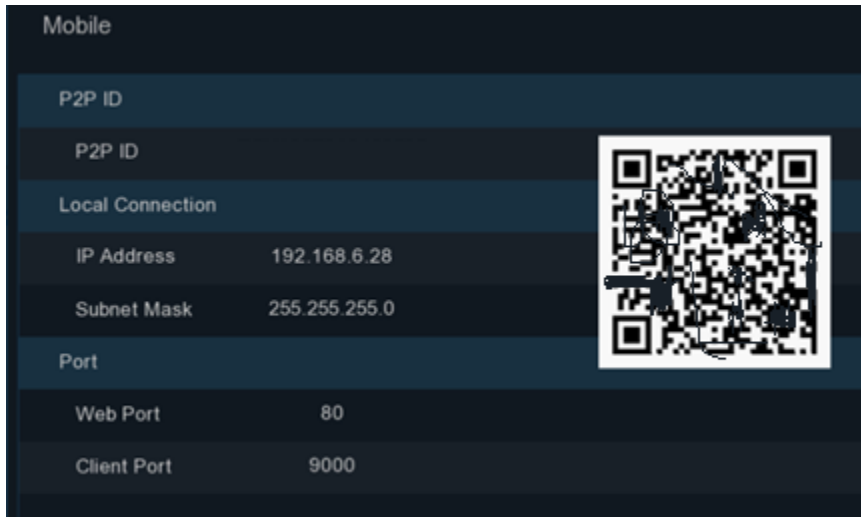 Mobile
P2P ID
P2P ID
Local Connection
IP Address 192.168.6.28
Subnet Mask 255.255.255.0
Port
Web Port 80
Client Port 9000